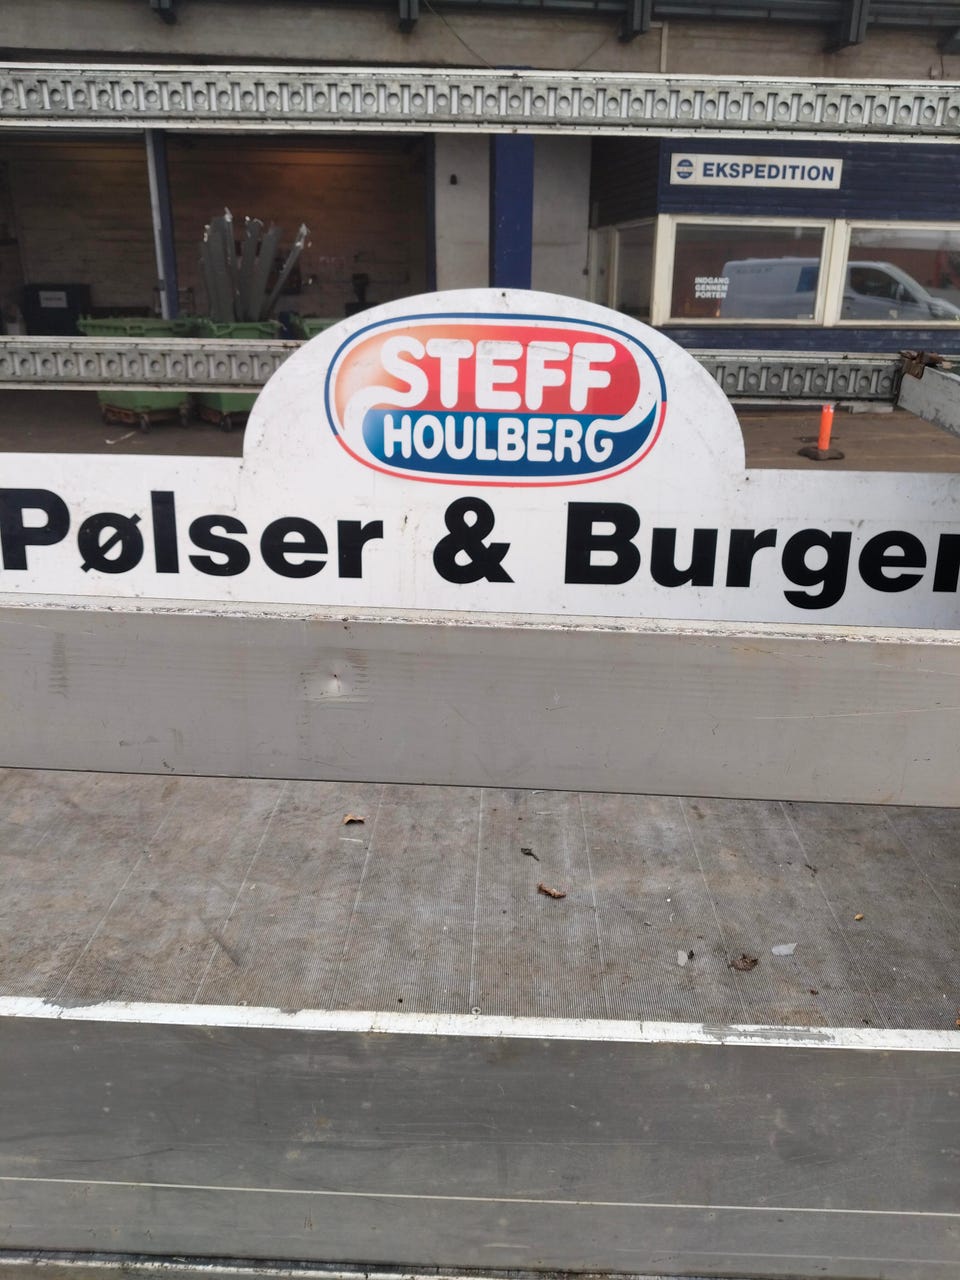 EKSPEDITION
INDGANG
GENNEM
PORTEN
STEFF
HOULBERG
Pølser & Burger